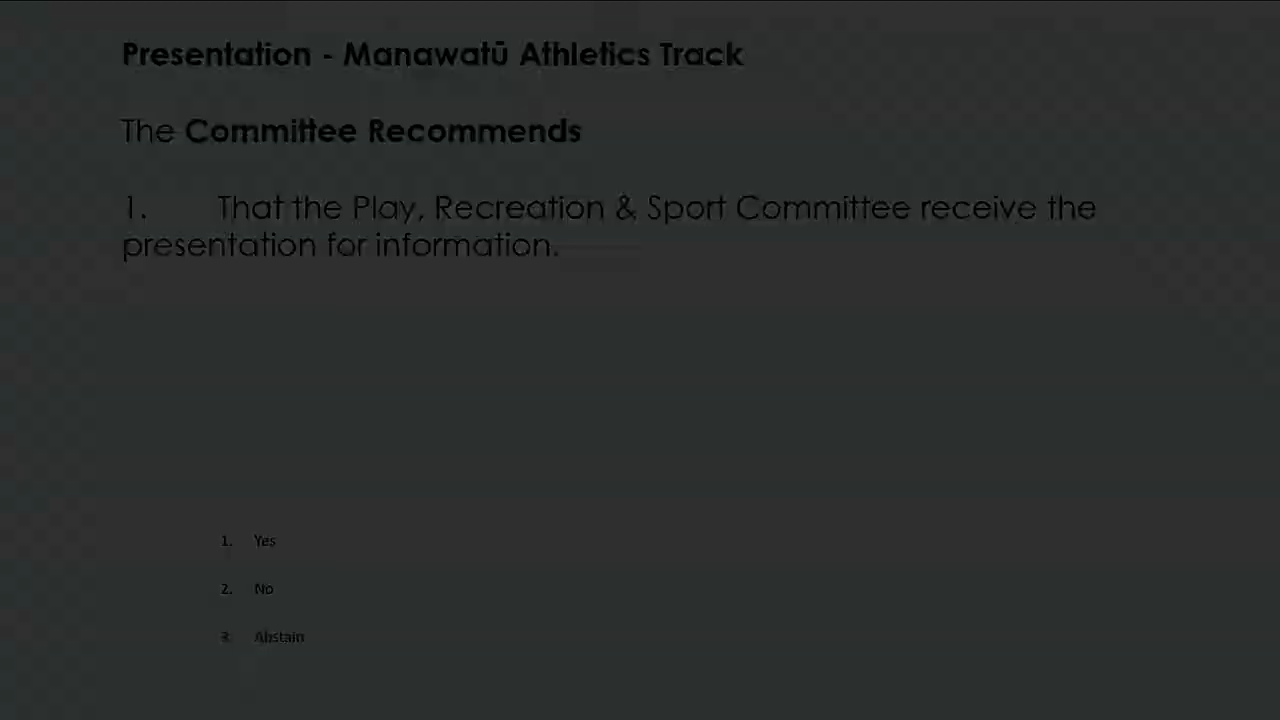 Presentation - Manawatū Athletics Track
The Committee Recommends
1. That the Play, Recreation & Sport Committee receive the
presentation for information.
1. Yes
2. No
3. Abstain